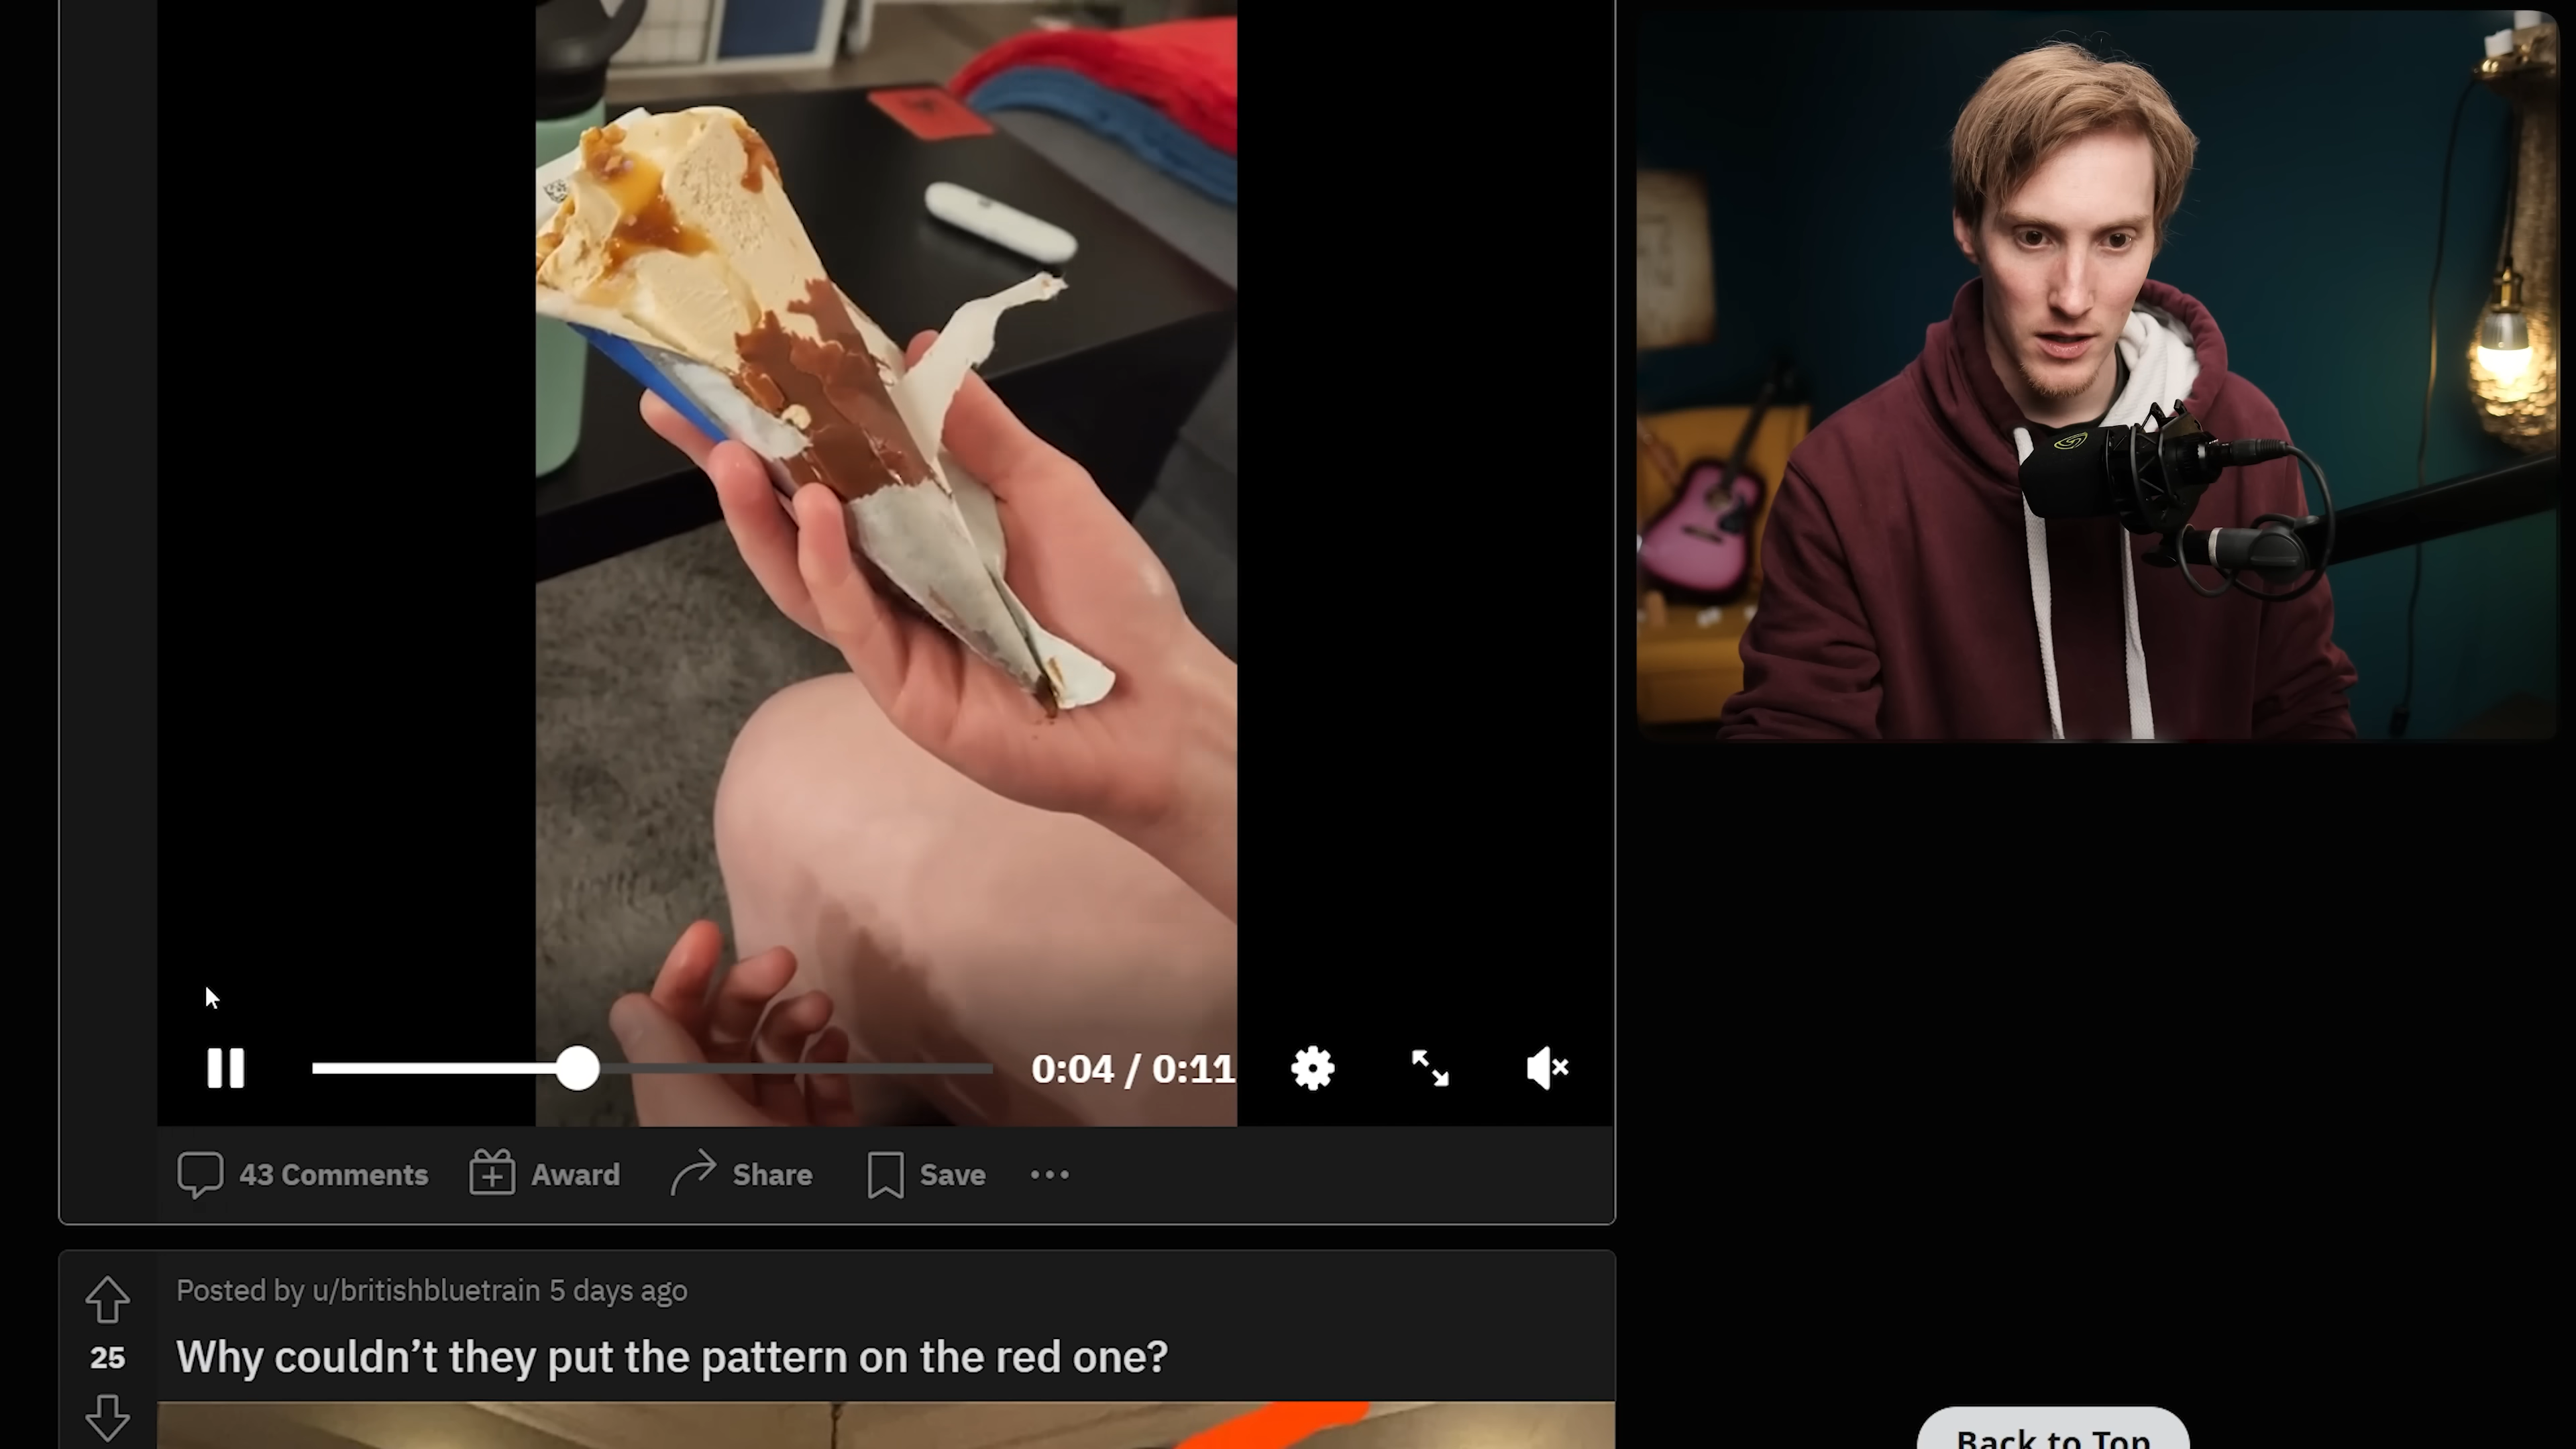 0:04 / 0:11
43 Comments
Award
Share
Save
Posted by u/britishbluetrain 5 days ago
25
Why couldn’t they put the pattern on the red one?
Back to Top